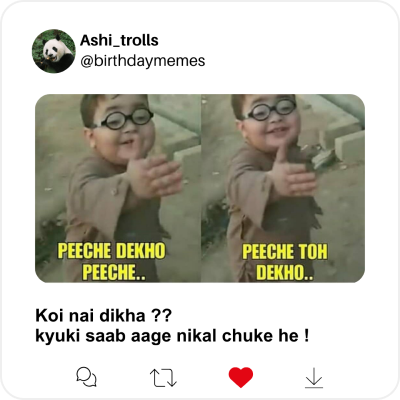 Ashi_trolls
@birthdaymemes
PEECHE DEKHO
PEECHE..
PEECHE TOH
DEKHO..
Koi nai dikha ??
kyuki saab aage nikal chuke he !